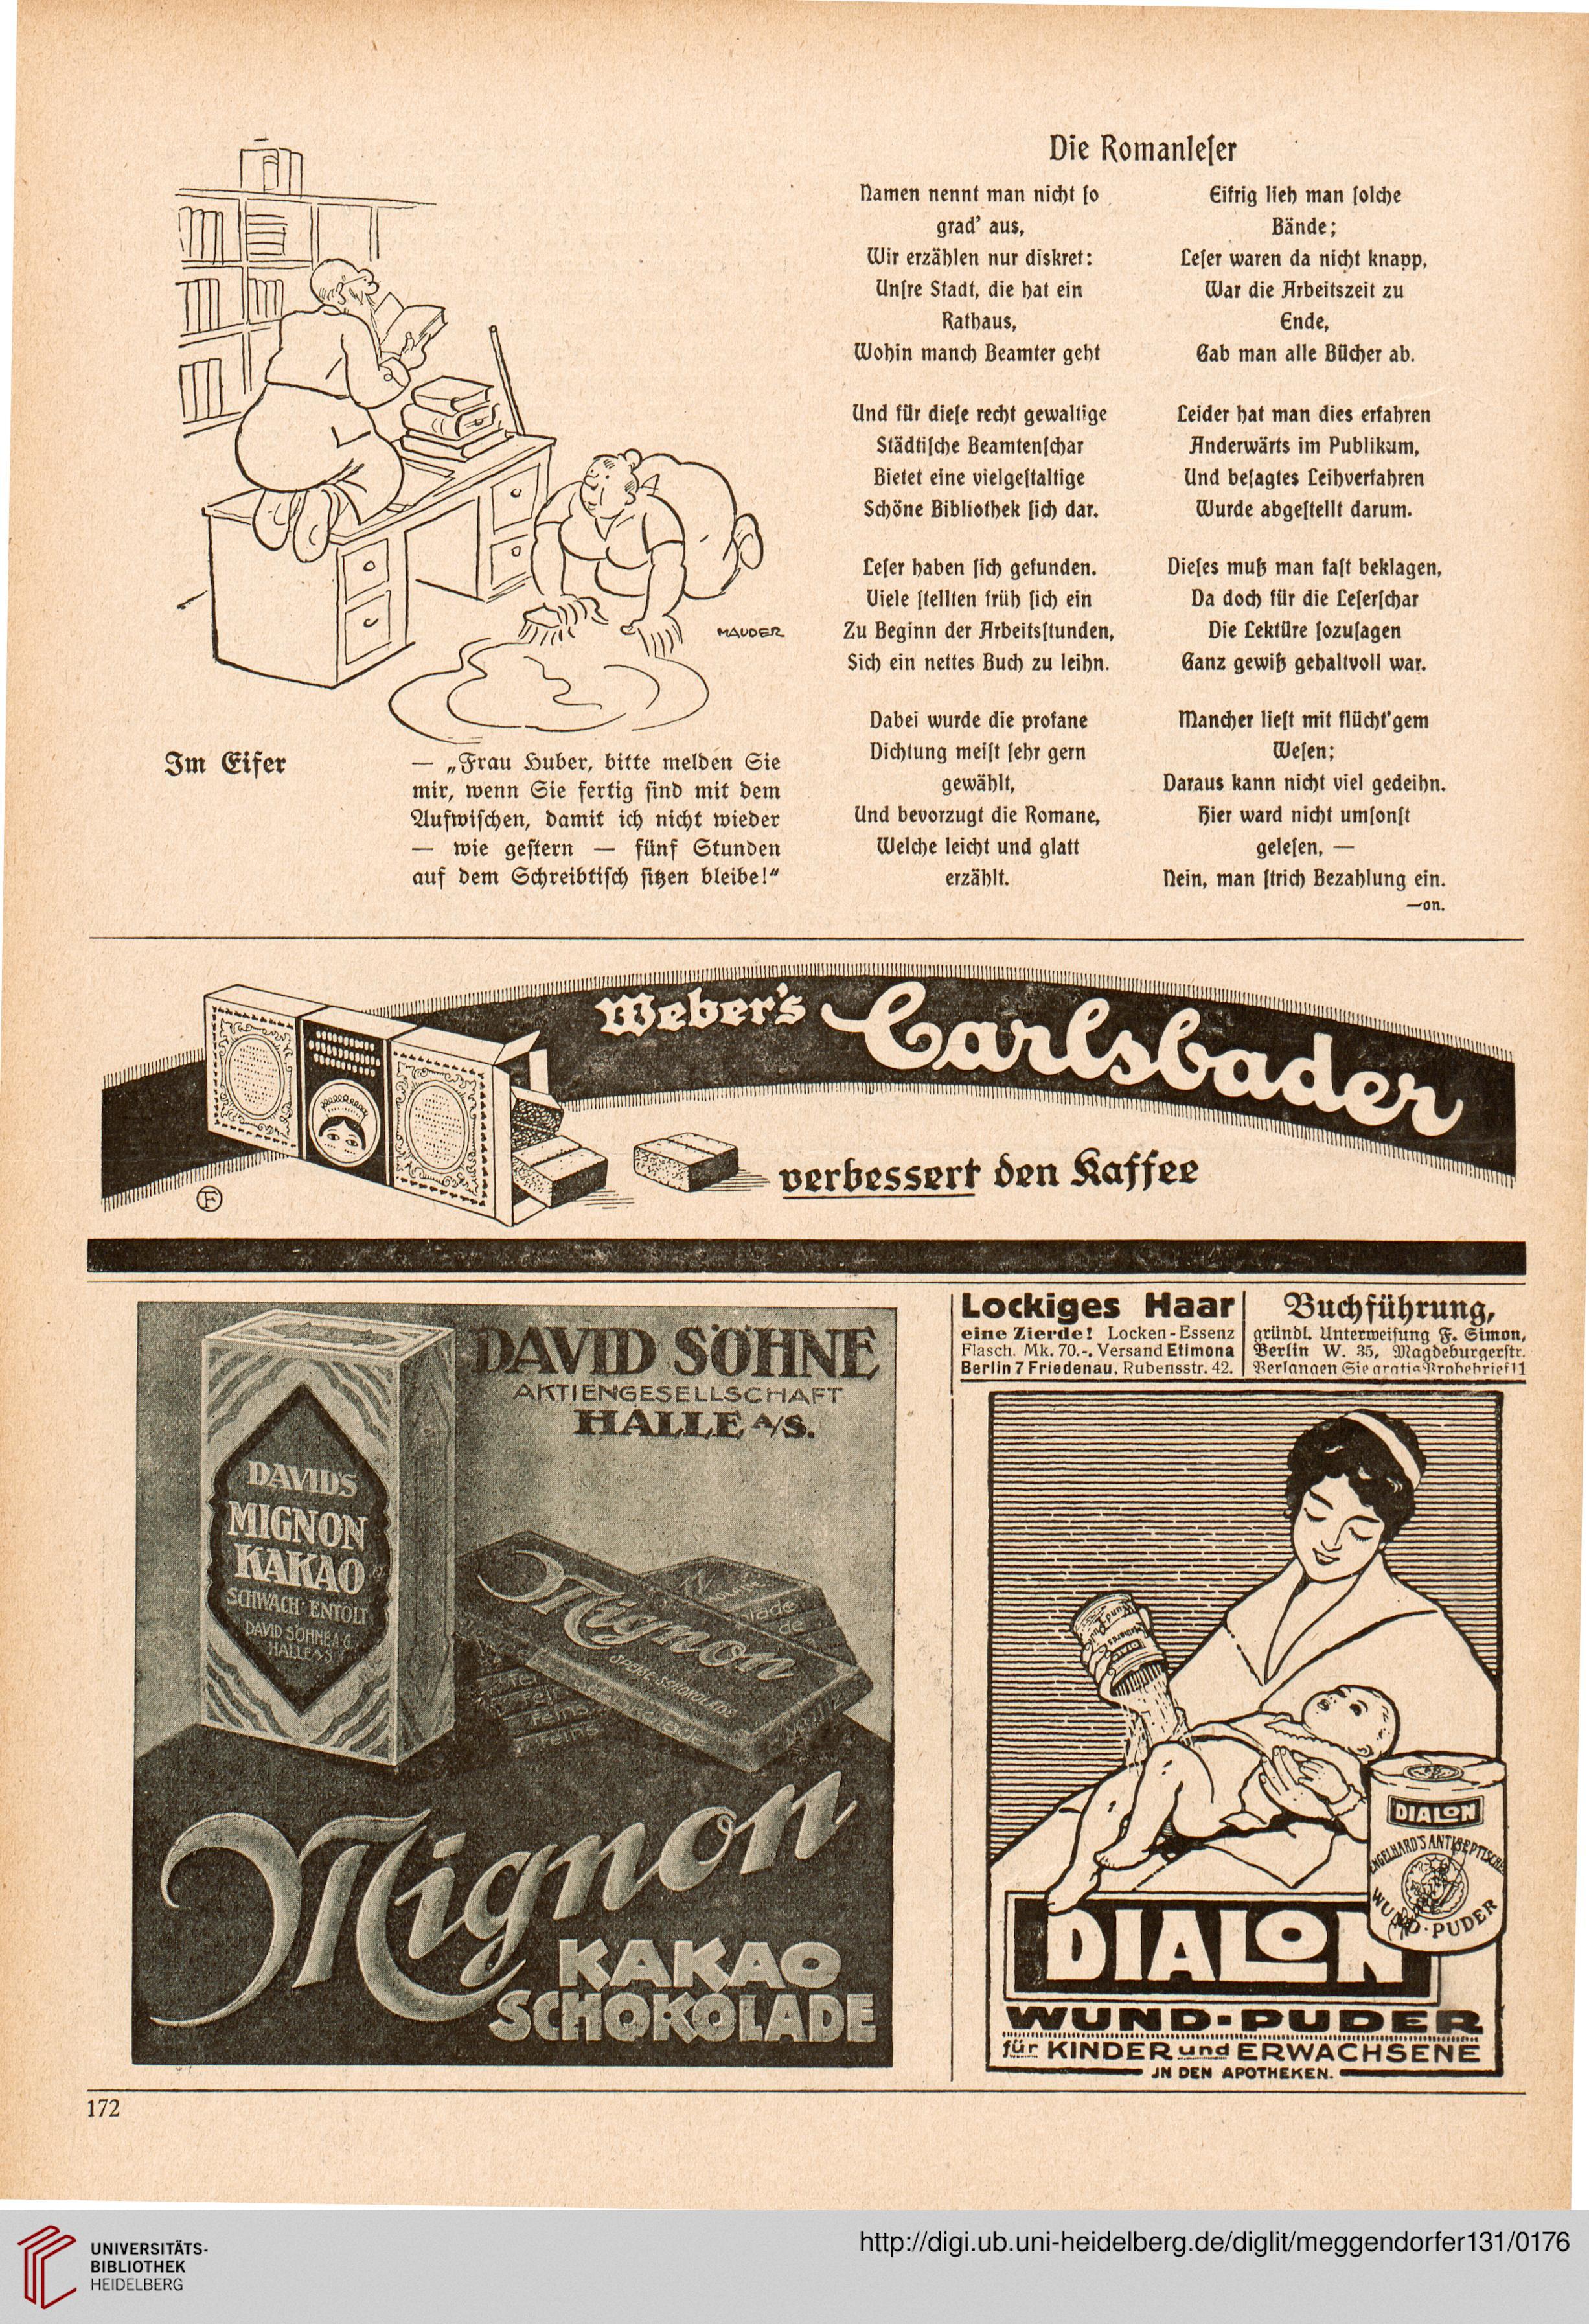 MAUDER
Im Eifer
— „Frau Huber, bitte melden Sie
mir, wenn Sie fertig sind mit dem
Aufwischen, damit ich nicht wieder
— wie gestern — fünf Stunden
auf dem Schreibtisch sitzen bleibe!“
Die Romanleſer
Namen nennt man nicht ſo
grad' aus,
Wir erzählen nur diskret:
Unſre Stadt, die hat ein
Rathaus,
Wohin manch Beamter geht
Und für dieſe recht gewaltige
Städtiſche Beamtenſchar
Bietet eine vielgeſtaltige
Schöne Bibliothek ſich dar.
Leſer haben ſich gefunden.
Viele ſtellten früh ſich ein
Zu Beginn der Arbeitsſtunden,
Sich ein nettes Buch zu leihn.
Dabei wurde die profane
Dichtung meiſt ſehr gern
gewählt,
Und bevorzugt die Romane,
Welche leicht und glatt
erzählt.
Eifrig lieh man ſolche
Bände;
Leſer waren da nicht knapp,
War die Arbeitszeit zu
Ende,
Gab man alle Bücher ab.
Leider hat man dies erfahren
Anderwärts im Publikum,
Und beſagtes Leihverfahren
Wurde abgeſtellt darum.
Dieſes muß man faſt beklagen,
Da doch für die Leſerſchar
Die Lektüre ſozuſagen
Ganz gewiß gehaltvoll war.
Mancher lieſt mit flücht'gem
Weſen;
Daraus kann nicht viel gedeihn.
Hier ward nicht umſonſt
geleſen, —
Nein, man ſtrich Bezahlung ein.
—on.
Weber's Carlsbader
verbessert den Kaffee
F
DAVID SÖHNE
AKTIENGESELLSCHAFT
HALLE A/S.
DAVIDS
MIGNON
KAKAO
SCHWACH ENTÖLT
DAVID SÖHNE A.G.
HALLE A/S
Mignon
SPEISE-SCHOKOLADE
Mignon
KAKAO
SCHOKOLADE
Lockiges Haar
eine Zierde! Locken-Essenz
Flasch. Mk. 70.-. Versand Etimona
Berlin 7 Friedenau, Rubensstr. 42.
Buchführung,
gründl. Unterweisung F. Simon,
Berlin W. 35, Magdeburgerstr.
Verlangen Sie gratis Probebrief 11
DIALON
ENGELHARD'S ANTISEPTISCHER
WUND-PUDER
DIALON
WUND-PUDER
für KINDER und ERWACHSENE
JN DEN APOTHEKEN.
172
UNIVERSITÄTS-
BIBLIOTHEK
HEIDELBERG
http://digi.ub.uni-heidelberg.de/diglit/meggendorfer131/0176